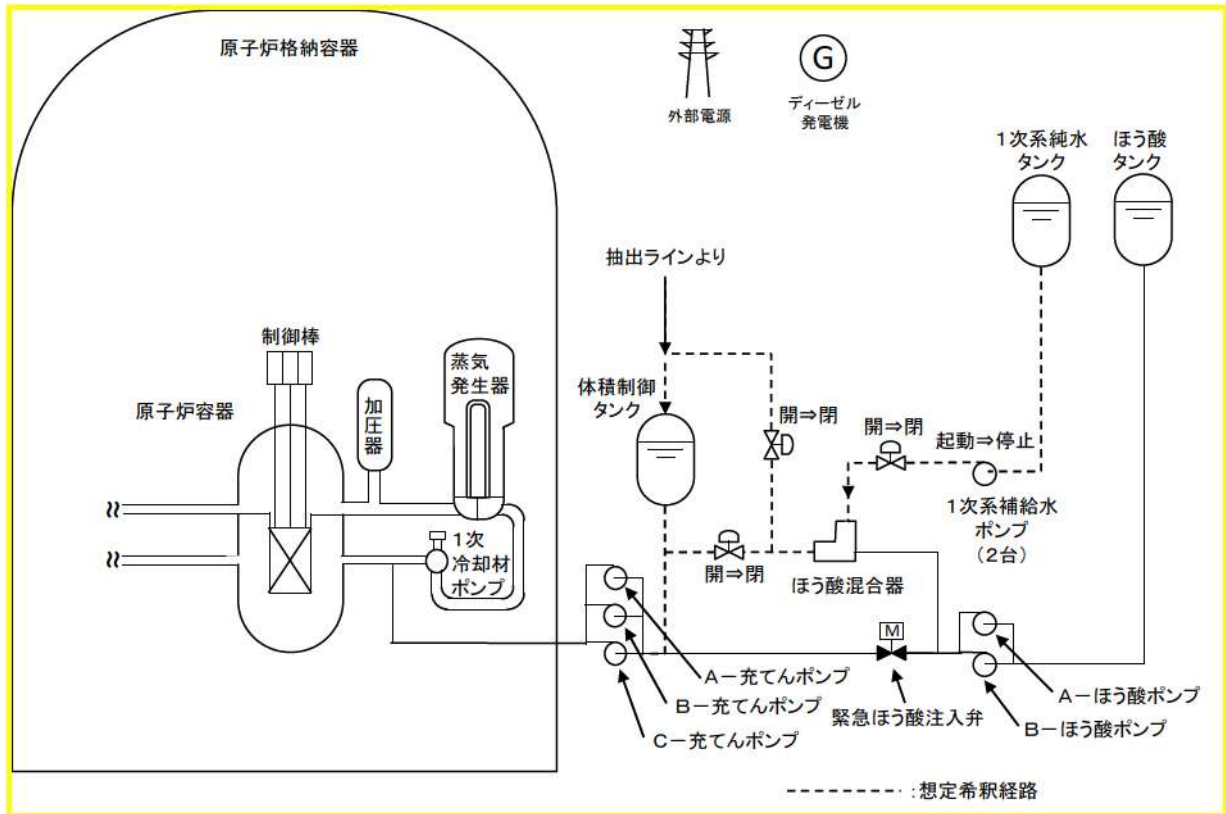 原子炉格納容器
外部電源
G
ディーゼル
発電機
1次系純水
タンク
ほう酸
タンク
抽出ラインより
制御棒
原子炉容器
加圧器
蒸気
発生器
体積制御
タンク
開⇒閉
開⇒閉
起動⇒停止
1次系補給水
ポンプ
(2台)
1次
冷却材
ポンプ
開⇒閉
ほう酸混合器
M
A-充てんポンプ
B-充てんポンプ
C-充てんポンプ
緊急ほう酸注入弁
A-ほう酸ポンプ
B-ほう酸ポンプ
:想定希釈経路